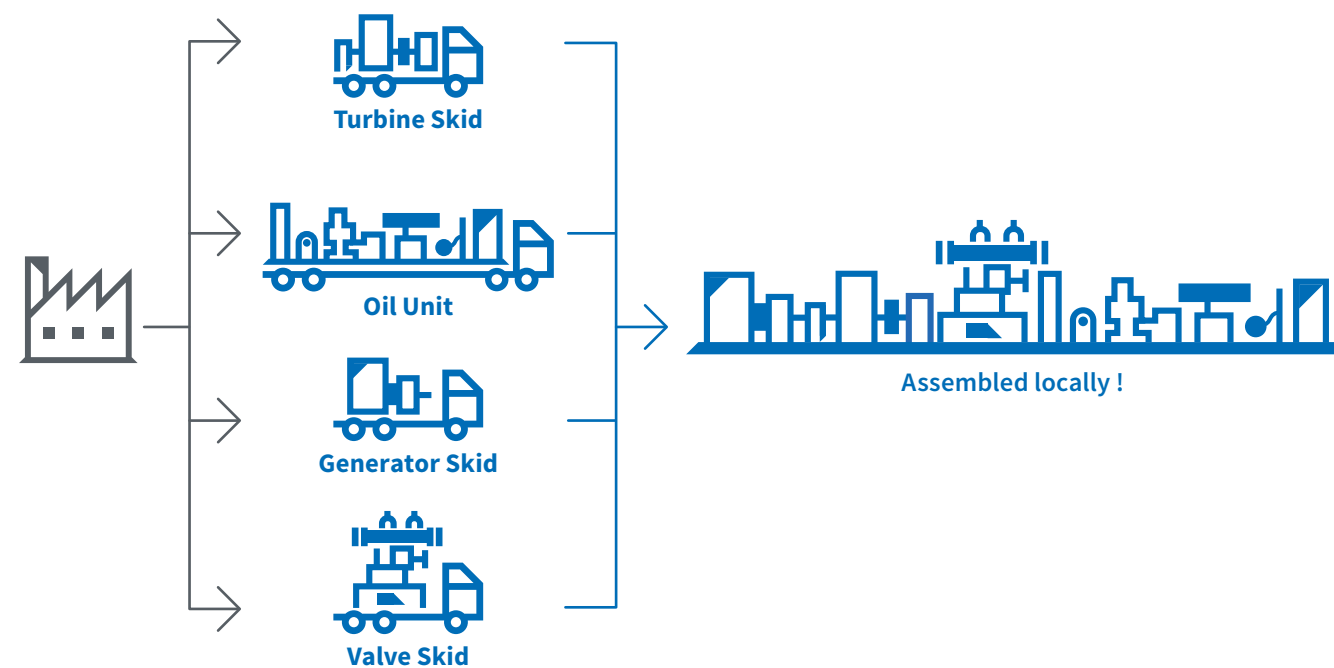 Turbine Skid
Oil Unit
Generator Skid
Valve Skid
Assembled locally !